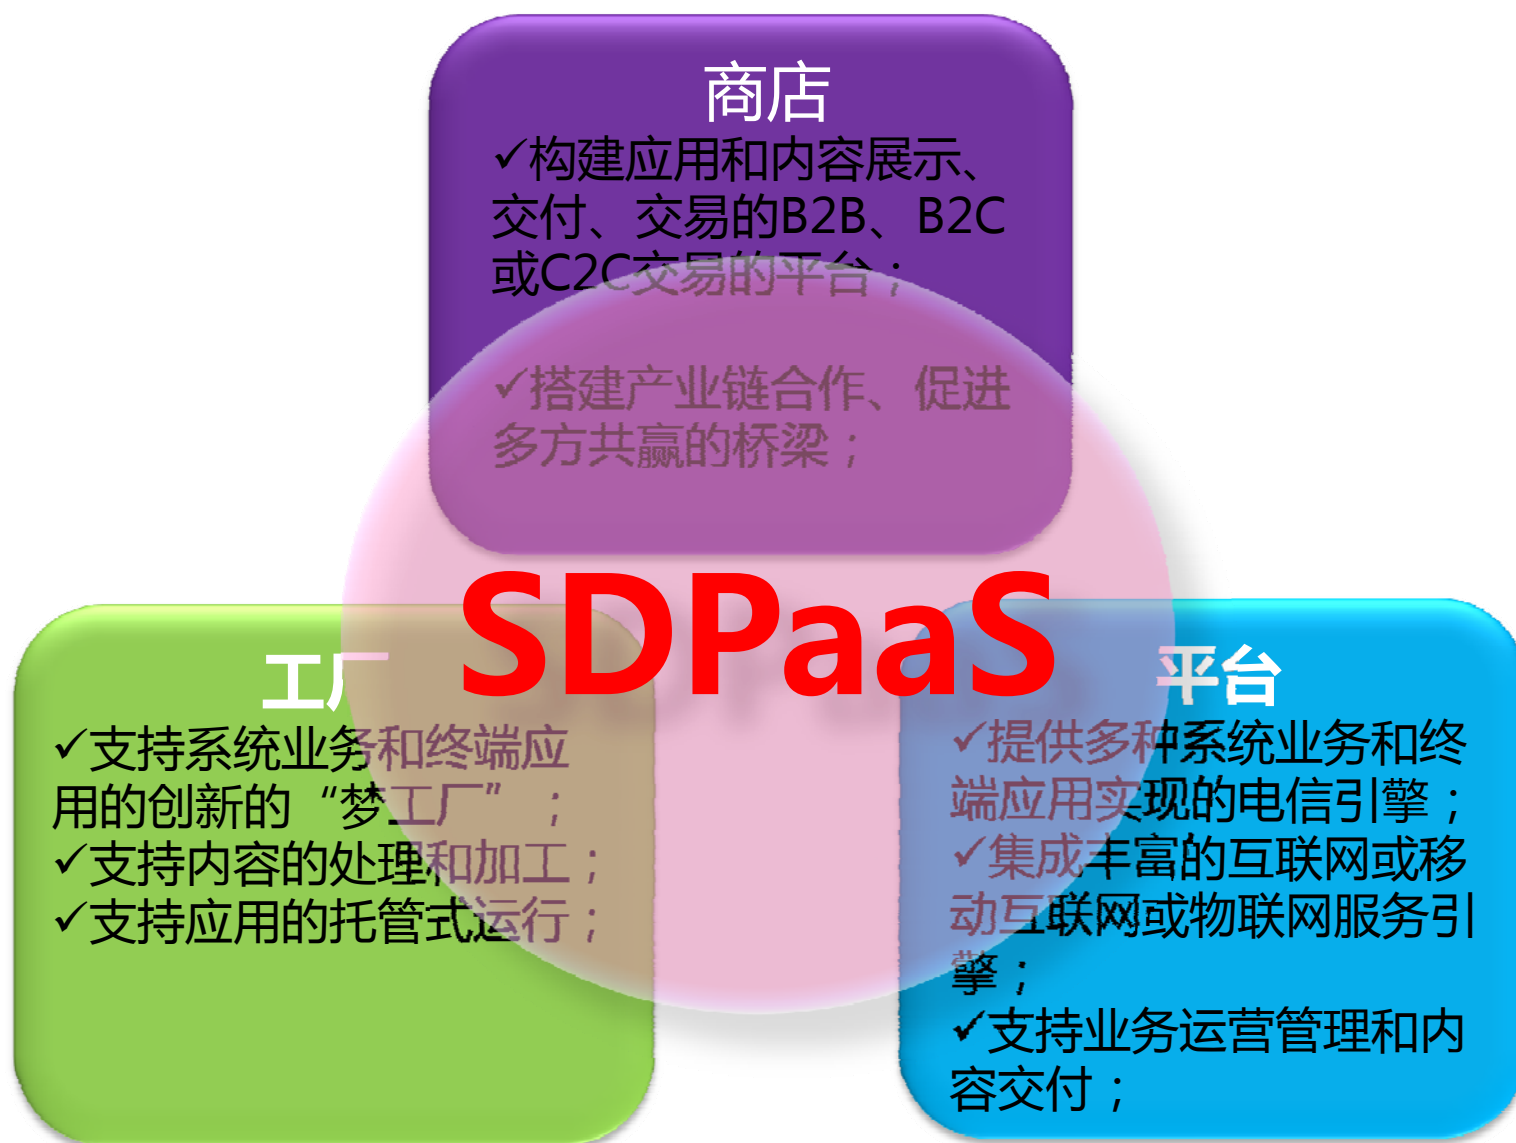 商店
✓构建应用和内容展示、
交付、交易的B2B、B2C
或C2C交易的平台；
✓搭建产业链合作、促进
多方共赢的桥梁；
SDPaaS
工厂
✓支持系统业务和终端应
用的创新的“梦工厂”；
✓支持内容的处理和加工；
✓支持应用的托管式运行；
平台
✓提供多种系统业务和终
端应用实现的电信引擎；
✓集成丰富的互联网或移
动互联网或物联网服务引
擎；
✓支持业务运营管理和内
容交付；